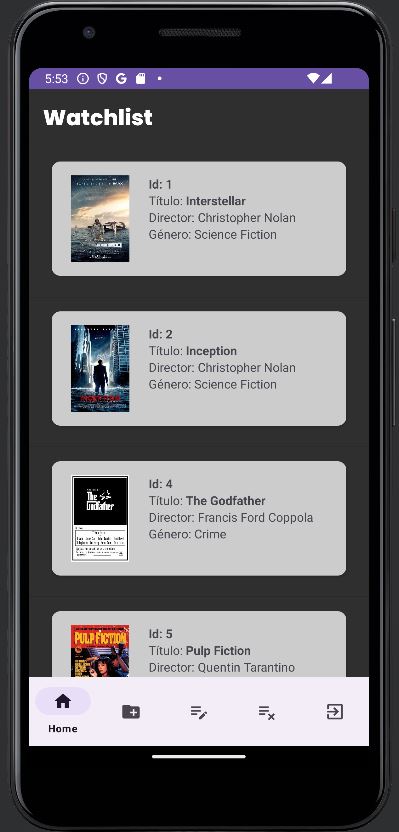 5:53
Watchlist
Id: 1
Título: Interstellar
Director: Christopher Nolan
Género: Science Fiction
Id: 2
Título: Inception
Director: Christopher Nolan
Género: Science Fiction
INCEPTION
Id: 4
Título: The Godfather
Director: Francis Ford Coppola
Género: Crime
The
Godfather
Id: 5
Título: Pulp Fiction
Director: Quentin Tarantino
PULP FICTION
Home